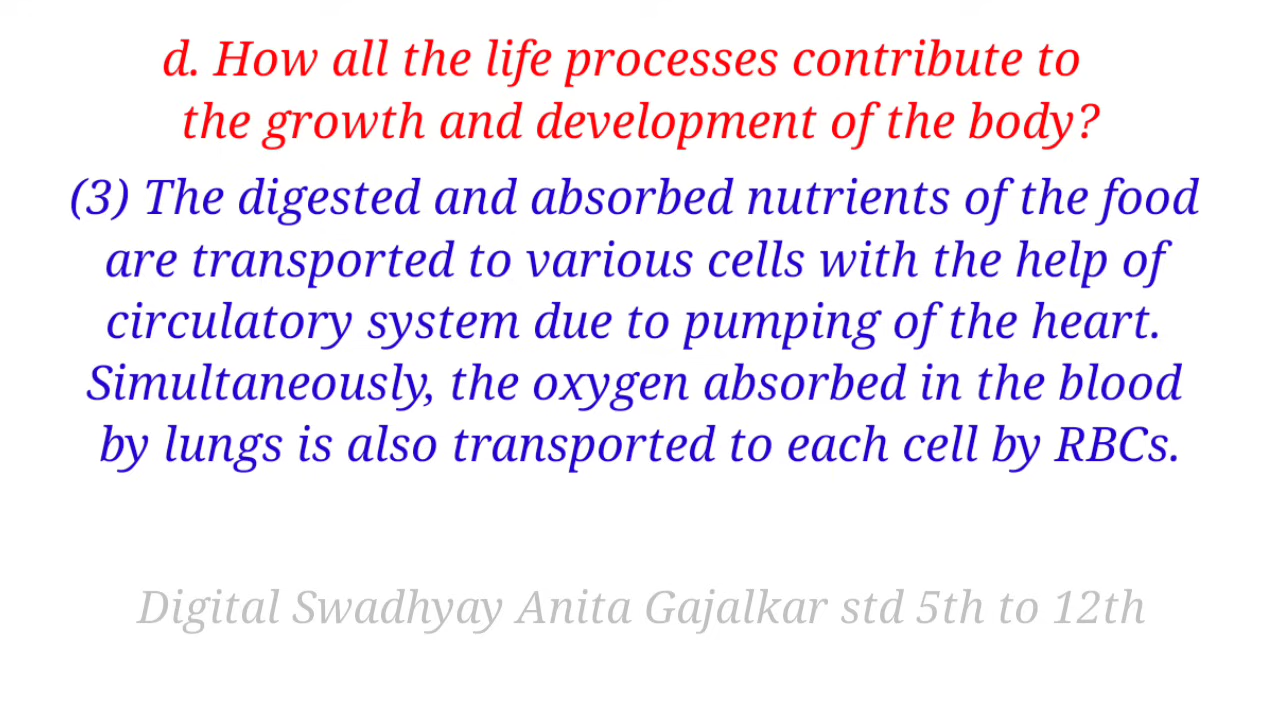 d. How all the life processes contribute to
the growth and development of the body?
(3) The digested and absorbed nutrients of the food
are transported to various cells with the help of
circulatory system due to pumping of the heart.
Simultaneously, the oxygen absorbed in the blood
by lungs is also transported to each cell by RBCs.
Digital Swadhyay Anita Gajalkar std 5th to 12th